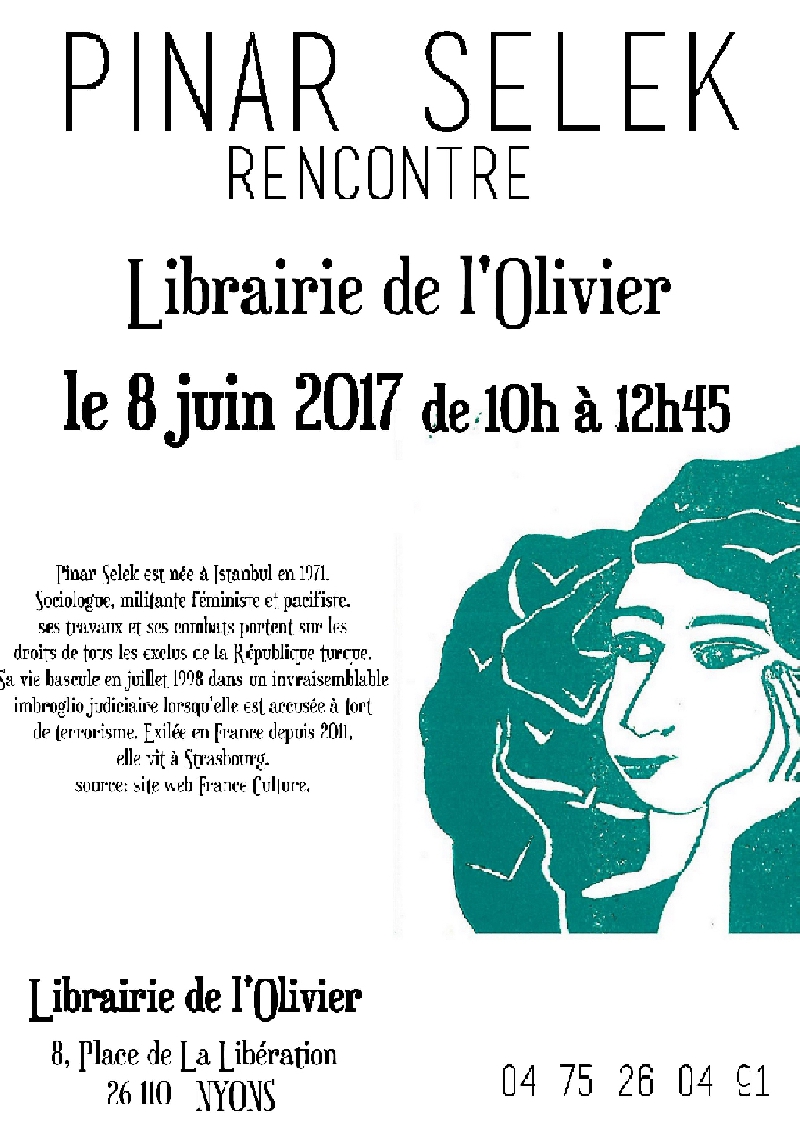 PINAR SELEK
RENCONTRE
Librairie de l'Olivier
le 8 juin 2017 de 10h à 12h45
Pinar Selek est née à Istanbul en 1971.
Sociologue, militante féministe et pacifiste,
ses travaux et ses combats portent sur les
droits de tous les exclus de la République turque.
Sa vie bascule en juillet 1998 dans un invraisemblable
imbroglio judiciaire lorsqu'elle est accusée à tort
de terrorisme. Exilée en France depuis 2011,
elle vit à Strasbourg.
source: site web France Culture.
Librairie de l'Olivier
8, Place de La Libération
26 110 NYONS
04 75 26 04